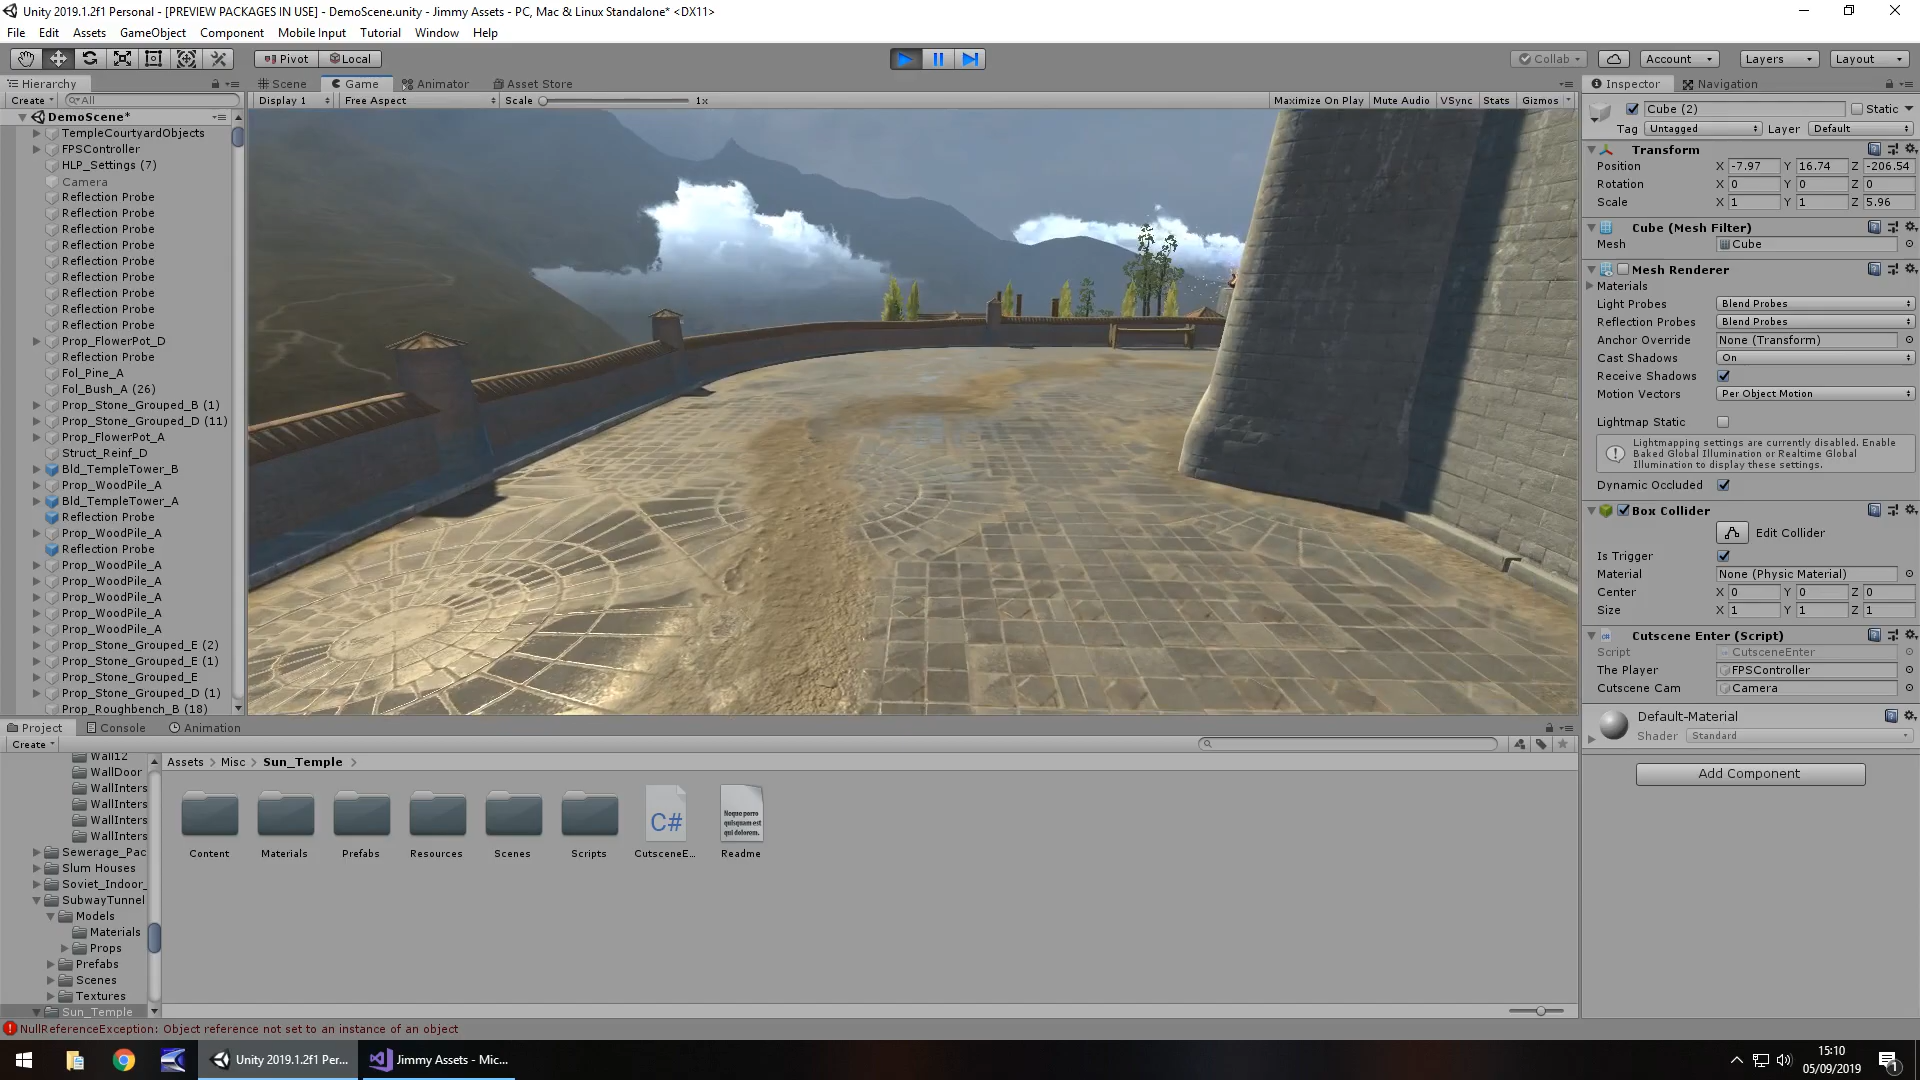 Unity 2019.1.2f1 Personal - [PREVIEW PACKAGES IN USE] - DemoScene.unity - Jimmy Assets - PC, Mac & Linux Standalone* <DX11>
File Edit Assets GameObject Component Mobile Input Tutorial Window Help
Pivot Local Collab Account Layers Layout
Hierarchy Scene Game Animator Asset Store Inspector Navigation
Create All Display 1 Free Aspect Scale 1x Maximize On Play Mute Audio VSync Stats Gizmos
DemoScene*
TempleCourtyardObjects
FPSController
HLP_Settings (7)
Camera
Reflection Probe
Reflection Probe
Reflection Probe
Reflection Probe
Reflection Probe
Reflection Probe
Reflection Probe
Reflection Probe
Reflection Probe
Prop_FlowerPot_D
Reflection Probe
Fol_Pine_A
Fol_Bush_A (26)
Prop_Stone_Grouped_B (1)
Prop_Stone_Grouped_D (11)
Prop_FlowerPot_A
Struct_Reinf_D
Bld_TempleTower_B
Prop_WoodPile_A
Bld_TempleTower_A
Reflection Probe
Prop_WoodPile_A
Reflection Probe
Prop_WoodPile_A
Prop_WoodPile_A
Prop_WoodPile_A
Prop_WoodPile_A
Prop_WoodPile_A
Prop_Stone_Grouped_E (2)
Prop_Stone_Grouped_E (1)
Prop_Stone_Grouped_E
Prop_Stone_Grouped_D (1)
Prop_Roughbench_B (18)
Cube (2) Static
Tag Untagged Layer Default
Transform
Position X -7.97 Y 16.74 Z -206.54
Rotation X 0 Y 0 Z 0
Scale X 1 Y 1 Z 5.96
Cube (Mesh Filter)
Mesh Cube
Mesh Renderer
Materials
Light Probes Blend Probes
Reflection Probes Blend Probes
Anchor Override None (Transform)
Cast Shadows On
Receive Shadows
Motion Vectors Per Object Motion
Lightmap Static
Lightmapping settings are currently disabled. Enable
Baked Global Illumination or Realtime Global
Illumination to display these settings.
Dynamic Occluded
Box Collider
Edit Collider
Is Trigger
Material None (Physic Material)
Center X 0 Y 0 Z 0
Size X 1 Y 1 Z 1
Cutscene Enter (Script)
Script CutsceneEnter
The Player FPSController
Cutscene Cam Camera
Default-Material
Shader Standard
Add Component
Project Console Animation
Create
Wall12
WallDoor
WallInters
WallInters
WallInters
WallInters
Sewerage_Pac
Slum Houses
Soviet_Indoor_
SubwayTunnel
Models
Materials
Props
Prefabs
Scenes
Textures
Sun_Temple
Assets > Misc > Sun_Temple >
C# Neque porro
quisquam est
qui dolorem.
Content Materials Prefabs Resources Scenes Scripts CutsceneE... Readme
NullReferenceException: Object reference not set to an instance of an object
Unity 2019.1.2f1 Per... Jimmy Assets - Mic...
15:10
05/09/2019
1